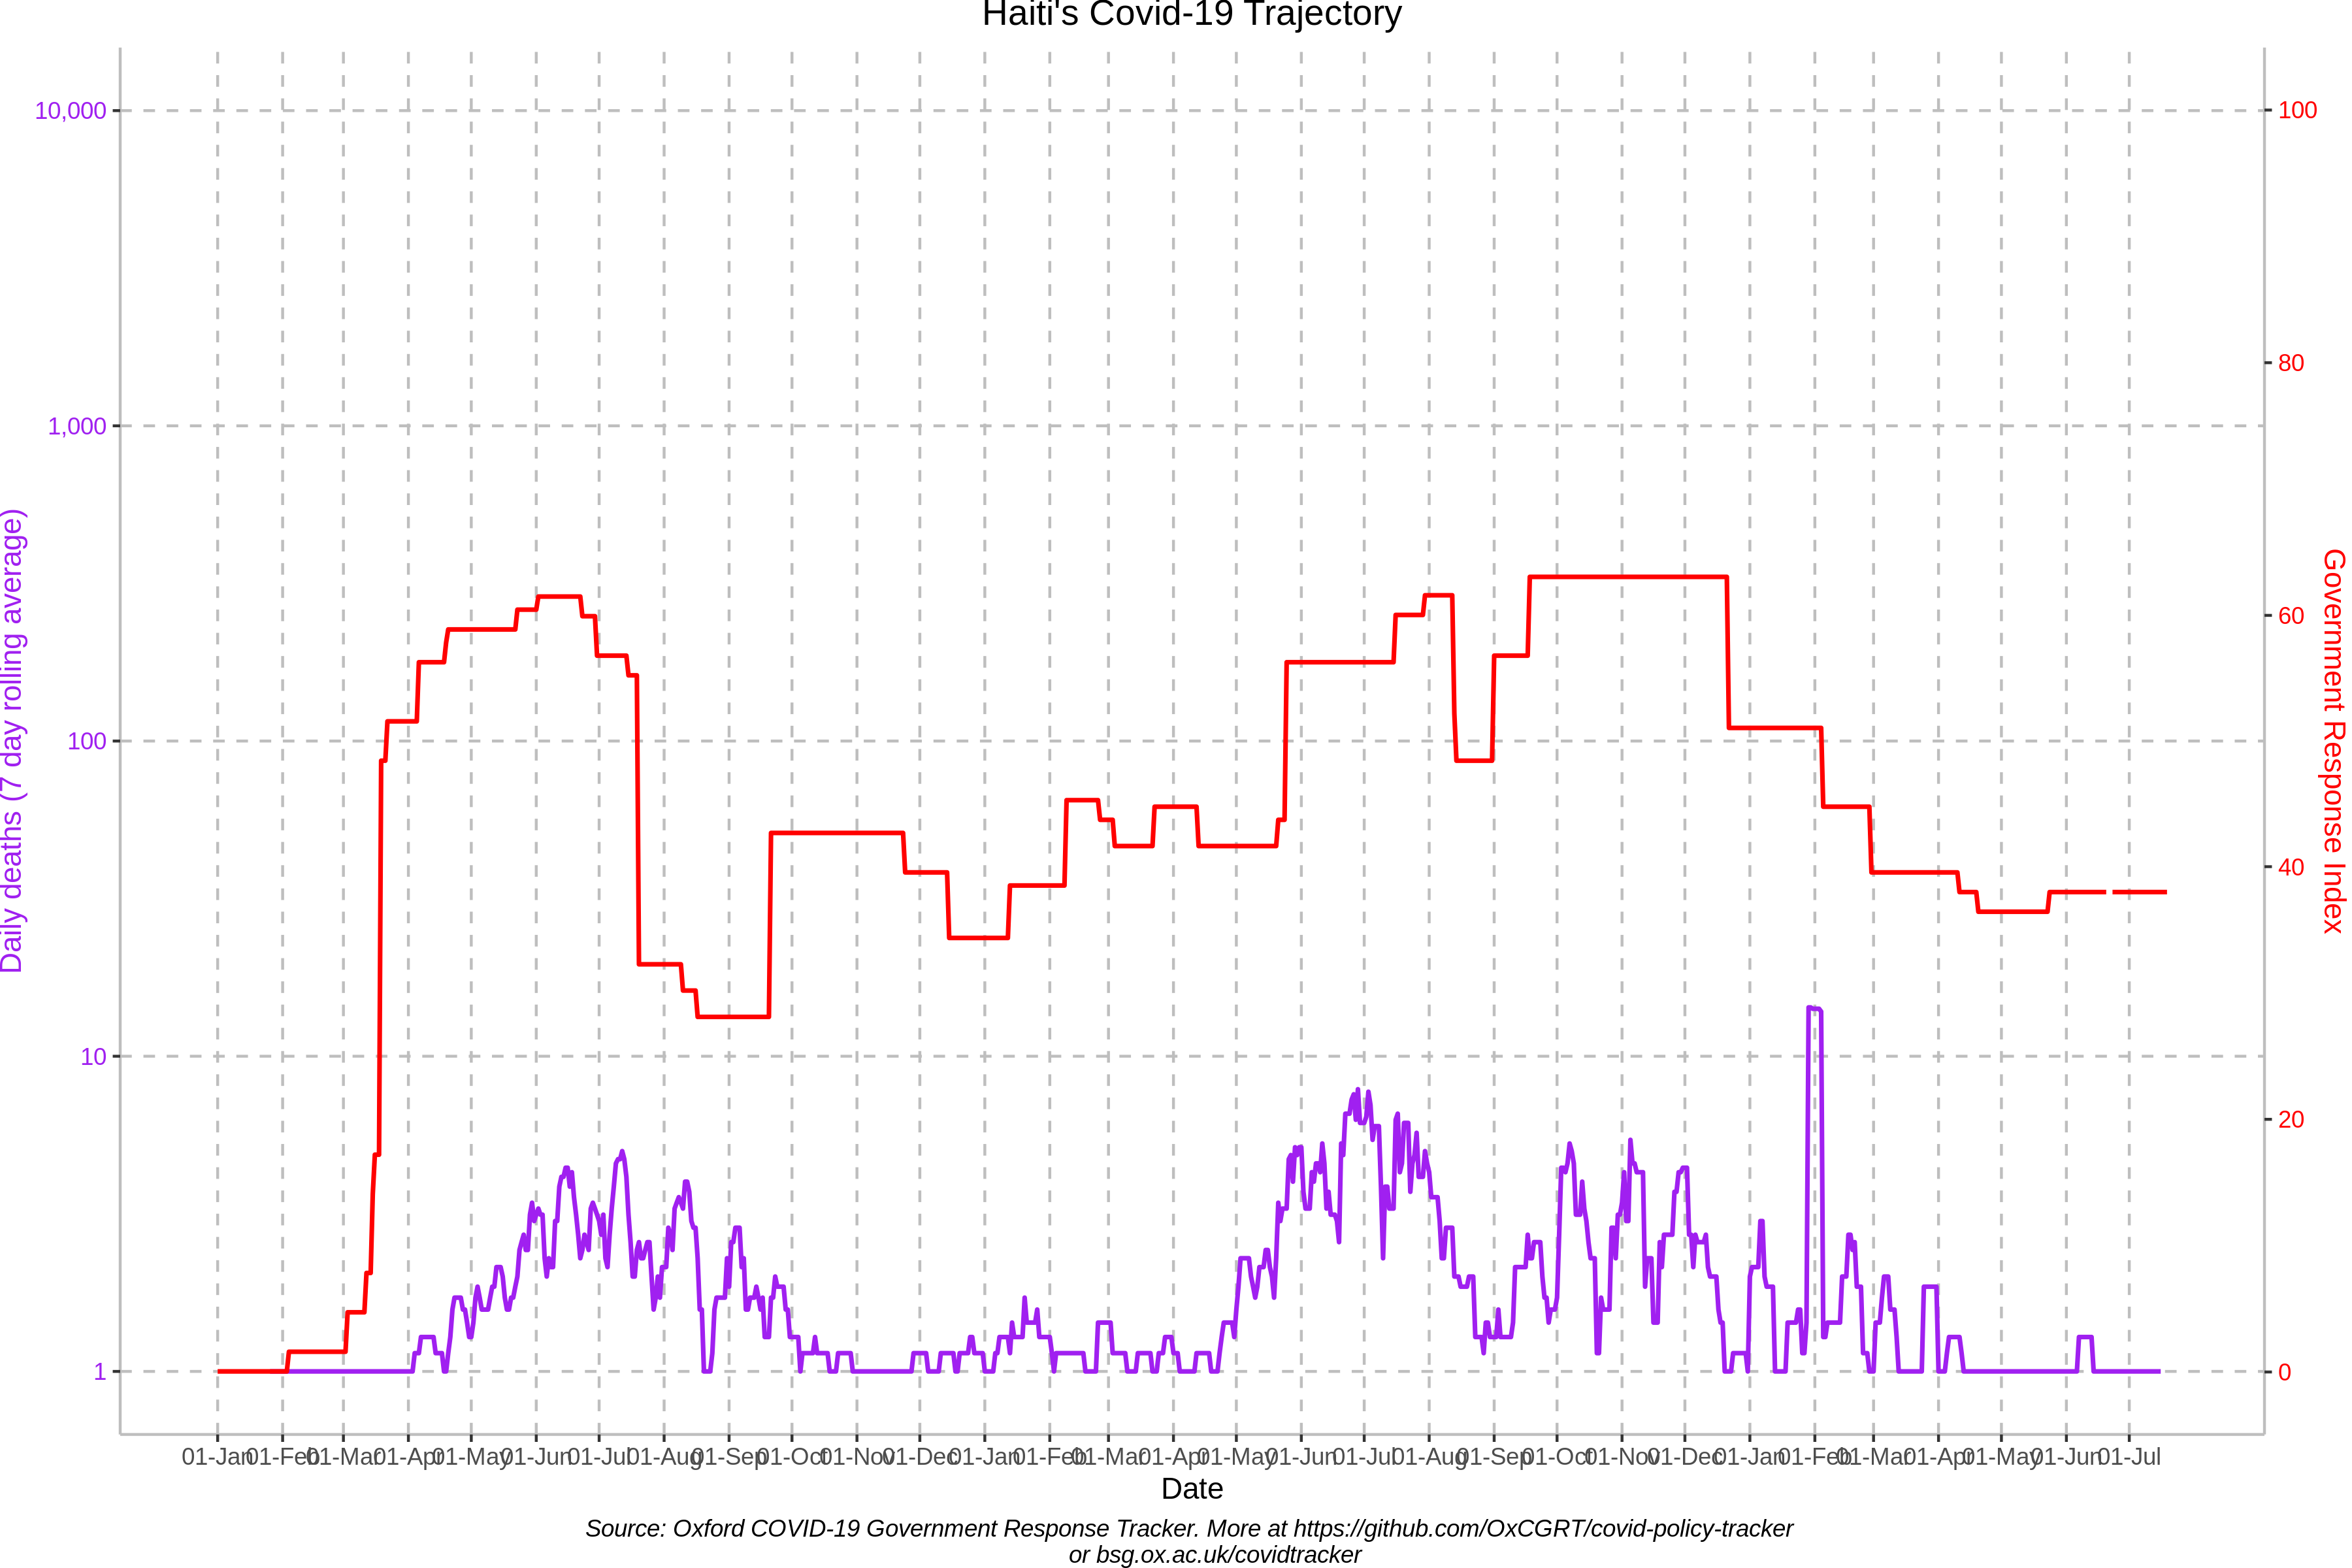 Haiti's Covid-19 Trajectory
10,000
1,000
100
10
1
Daily deaths (7 day rolling average)
100
80
60
40
20
0
Government Response Index
01-Jan 01-Feb 01-Mar 01-Apr 01-May 01-Jun 01-Jul 01-Aug 01-Sep 01-Oct 01-Nov 01-Dec 01-Jan 01-Feb 01-Mar 01-Apr 01-May 01-Jun 01-Jul 01-Aug 01-Sep 01-Oct 01-Nov 01-Dec 01-Jan 01-Feb 01-Mar 01-Apr 01-May 01-Jun 01-Jul
Date
Source: Oxford COVID-19 Government Response Tracker. More at https://github.com/OxCGRT/covid-policy-tracker
or bsg.ox.ac.uk/covidtracker